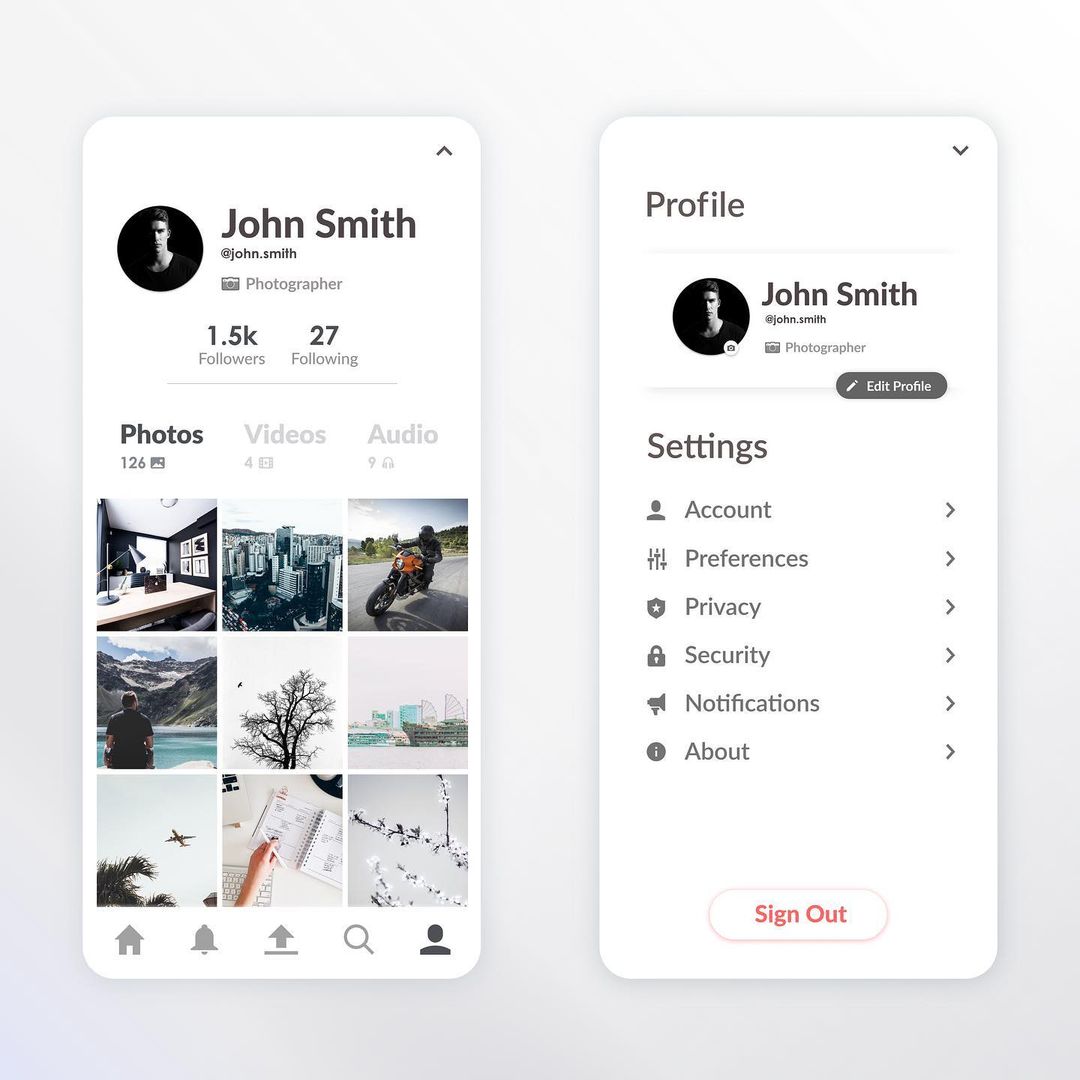 John Smith
@john.smith
Photographer
1.5k 27
Followers Following
Photos Videos Audio
126 4 9
Profile
John Smith
@john.smith
Photographer
Edit Profile
Settings
Account
Preferences
Privacy
Security
Notifications
About
Sign Out